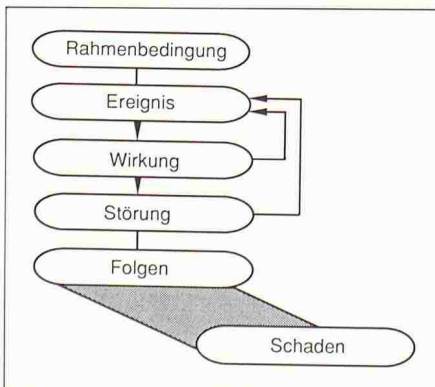 Rahmenbedingung
Ereignis
Wirkung
Störung
Folgen
Schaden